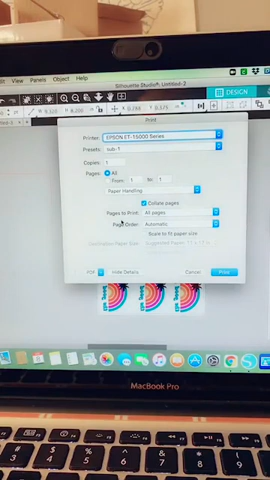 View Panels Object
Silhouette Studio®: Untitled-2
DESIGN
Print
Printer: EPSON ET-15000 Series
Presets: sub-T
Copies: 1
Pages: All
From: 1 to: 1
Paper Handling
Collate pages
Pages to Print: All pages
Page Order: Automatic
Scale to fit paper size
PDF Hide Details Cancel Print
MacBook Pro